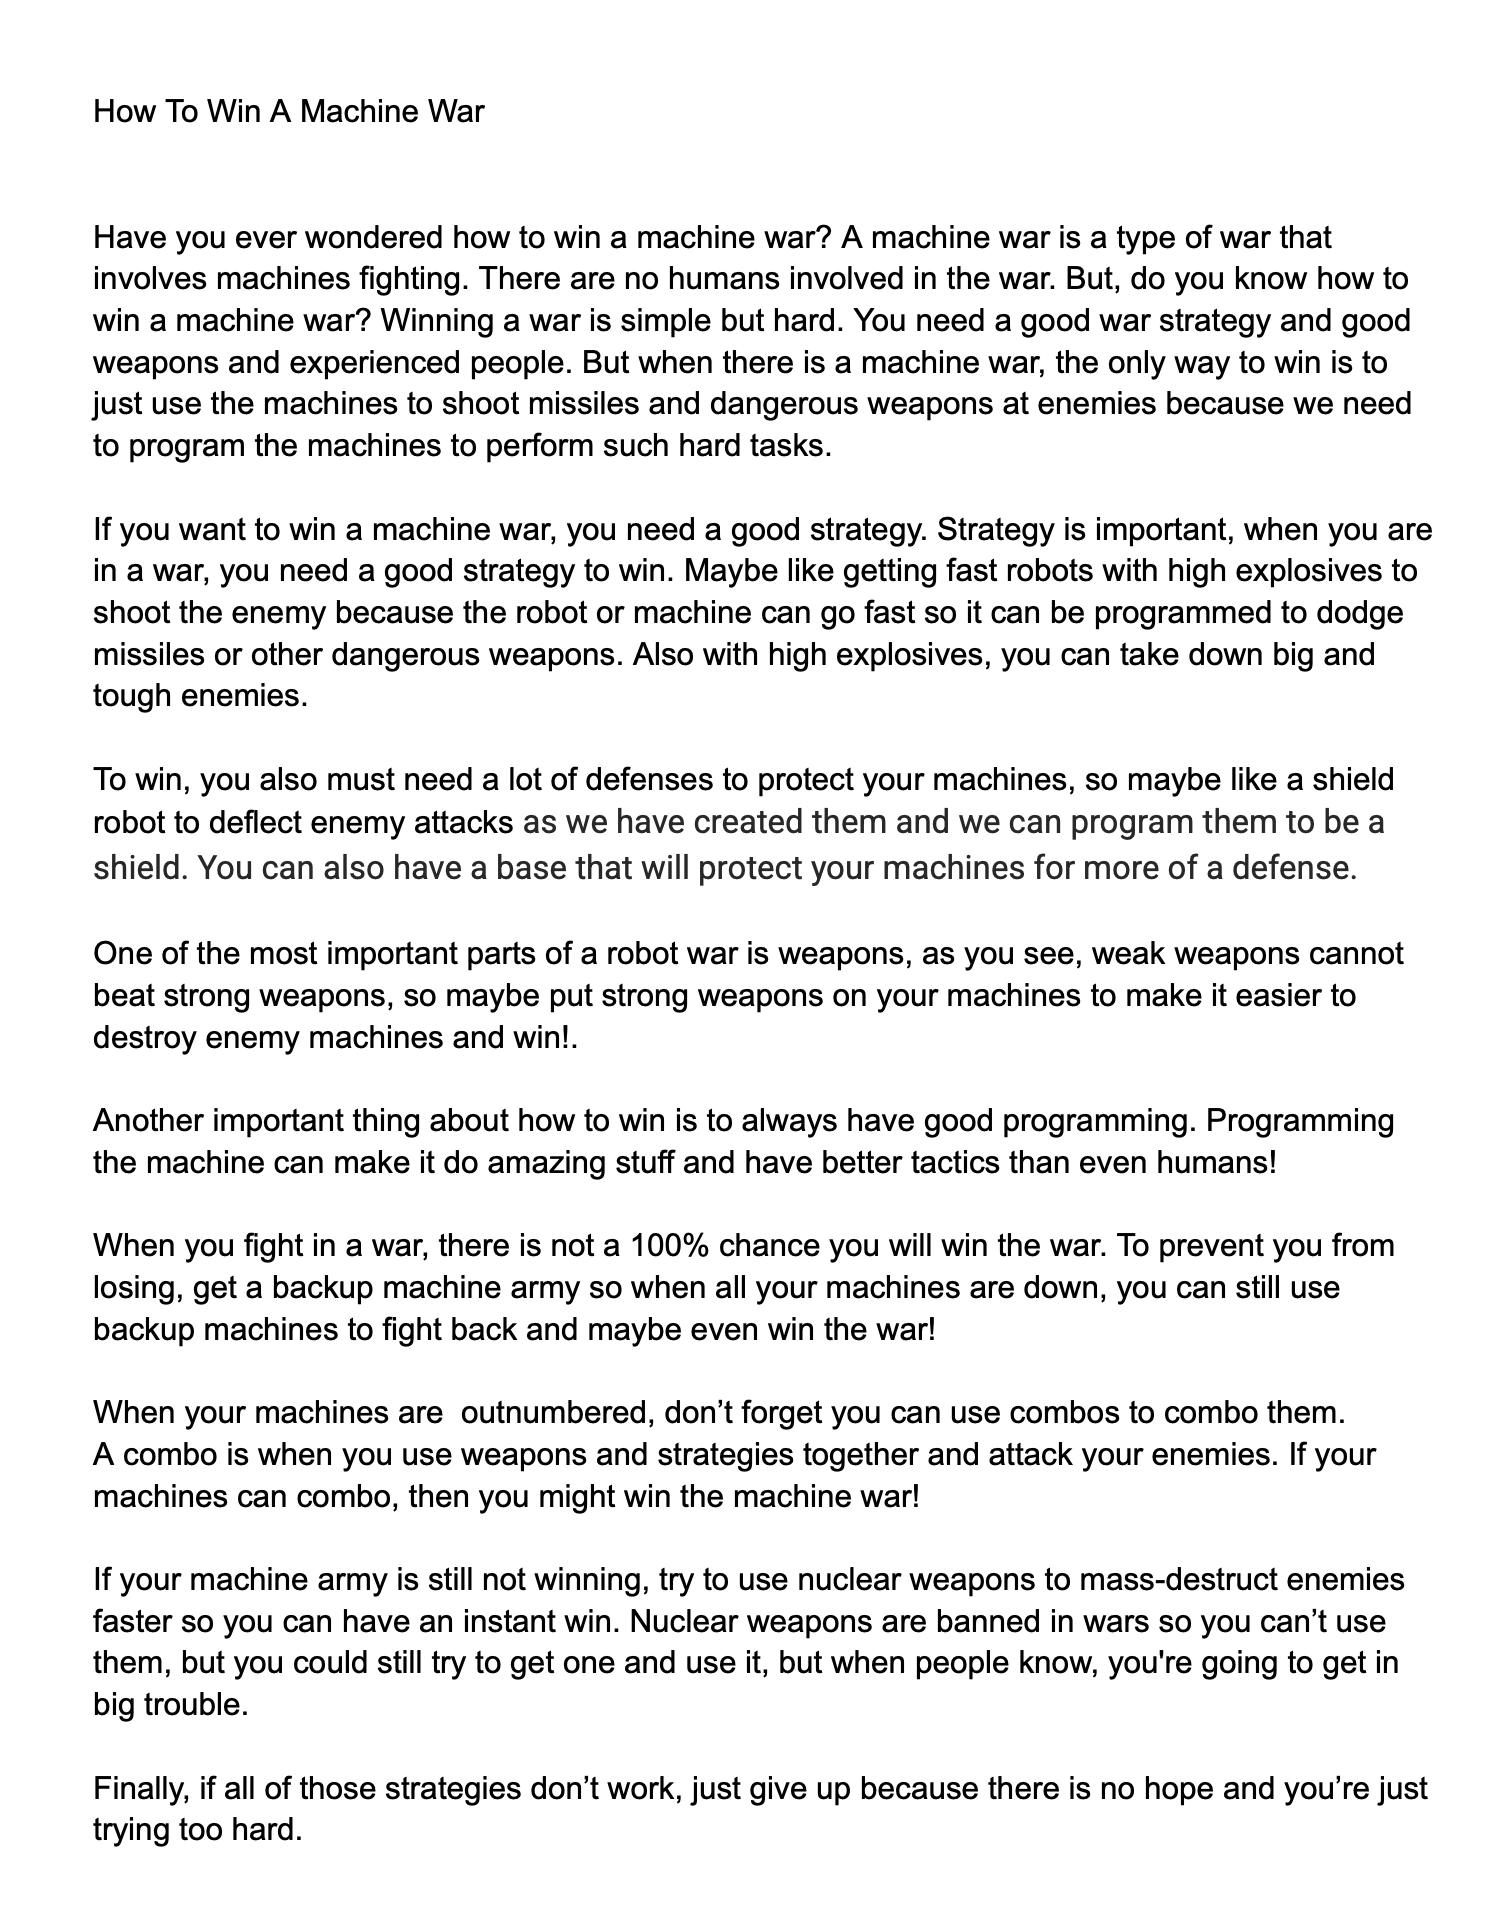 How To Win A Machine War
Have you ever wondered how to win a machine war? A machine war is a type of war that
involves machines fighting. There are no humans involved in the war. But, do you know how to
win a machine war? Winning a war is simple but hard. You need a good war strategy and good
weapons and experienced people. But when there is a machine war, the only way to win is to
just use the machines to shoot missiles and dangerous weapons at enemies because we need
to program the machines to perform such hard tasks.
If you want to win a machine war, you need a good strategy. Strategy is important, when you are
in a war, you need a good strategy to win. Maybe like getting fast robots with high explosives to
shoot the enemy because the robot or machine can go fast so it can be programmed to dodge
missiles or other dangerous weapons. Also with high explosives, you can take down big and
tough enemies.
To win, you also must need a lot of defenses to protect your machines, so maybe like a shield
robot to deflect enemy attacks as we have created them and we can program them to be a
shield. You can also have a base that will protect your machines for more of a defense.
One of the most important parts of a robot war is weapons, as you see, weak weapons cannot
beat strong weapons, so maybe put strong weapons on your machines to make it easier to
destroy enemy machines and win!.
Another important thing about how to win is to always have good programming. Programming
the machine can make it do amazing stuff and have better tactics than even humans!
When you fight in a war, there is not a 100% chance you will win the war. To prevent you from
losing, get a backup machine army so when all your machines are down, you can still use
backup machines to fight back and maybe even win the war!
When your machines are  outnumbered, don’t forget you can use combos to combo them.
A combo is when you use weapons and strategies together and attack your enemies. If your
machines can combo, then you might win the machine war!
If your machine army is still not winning, try to use nuclear weapons to mass-destruct enemies
faster so you can have an instant win. Nuclear weapons are banned in wars so you can’t use
them, but you could still try to get one and use it, but when people know, you're going to get in
big trouble.
Finally, if all of those strategies don’t work, just give up because there is no hope and you’re just
trying too hard.